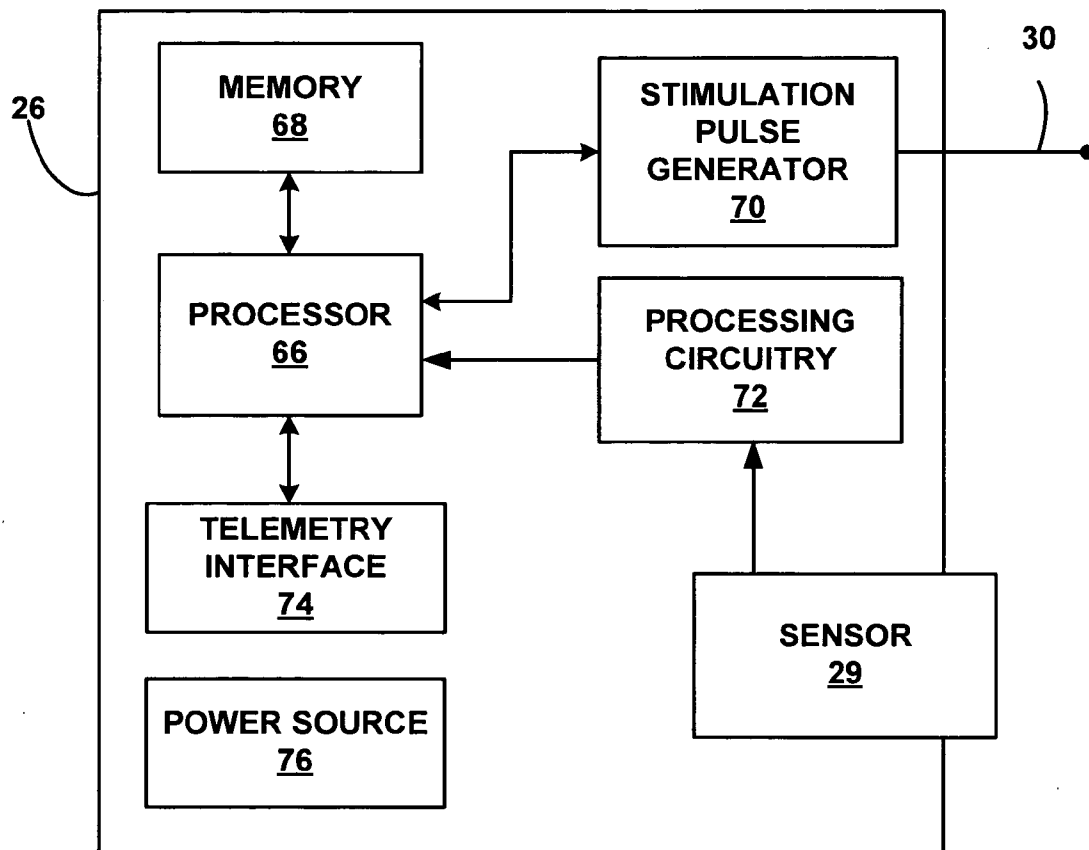 30
26
MEMORY
68
STIMULATION
PULSE
GENERATOR
70
PROCESSOR
66
PROCESSING
CIRCUITRY
72
TELEMETRY
INTERFACE
74
SENSOR
29
POWER SOURCE
76